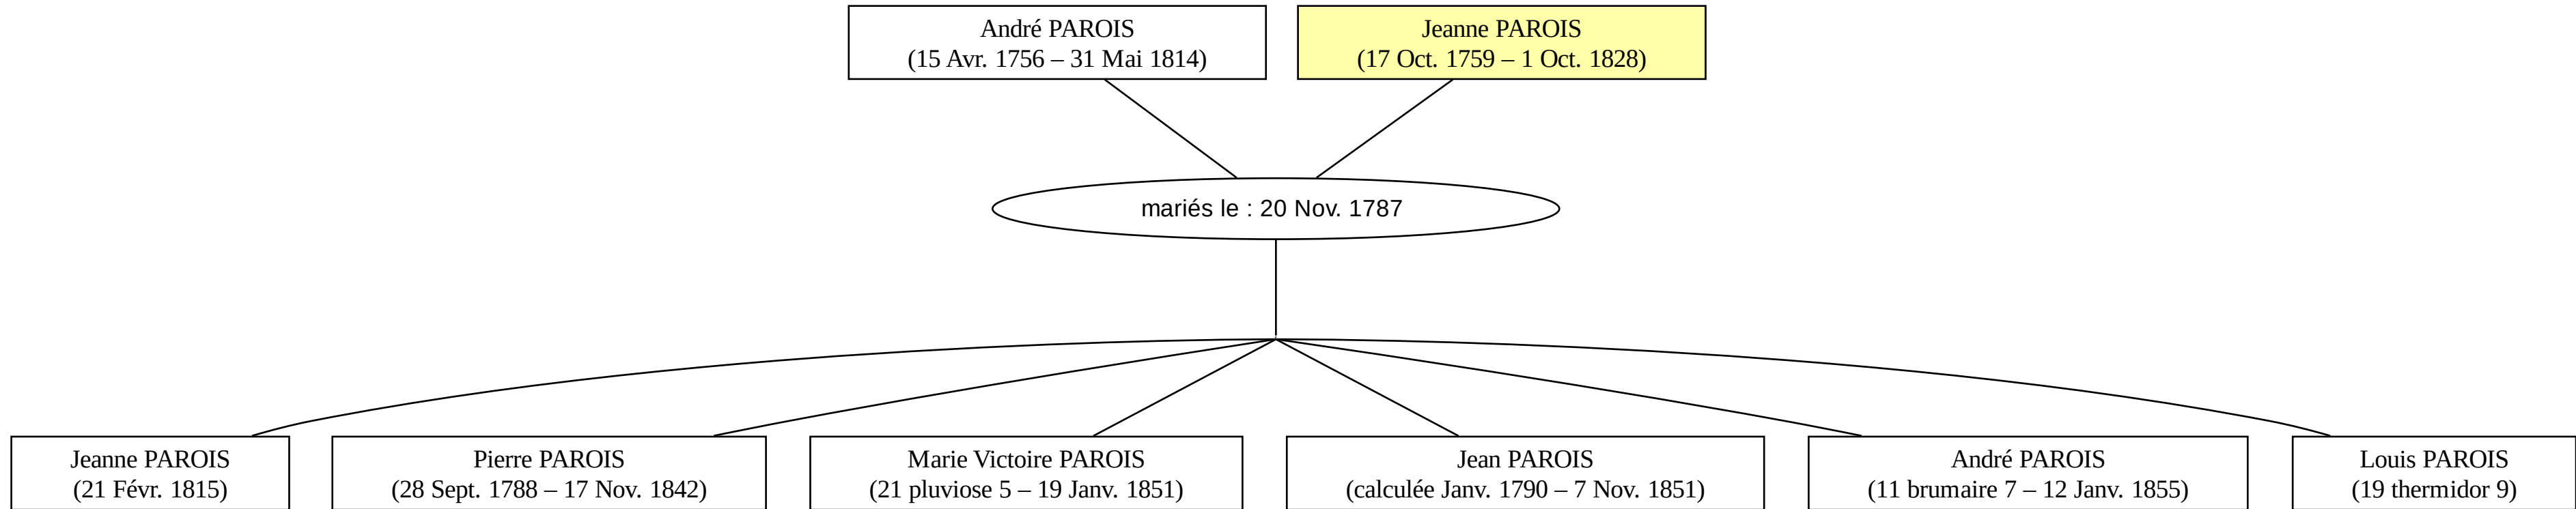 André PAROIS
(15 Avr. 1756 – 31 Mai 1814)
Jeanne PAROIS
(17 Oct. 1759 – 1 Oct. 1828)
mariés le : 20 Nov. 1787
Jeanne PAROIS
(21 Févr. 1815)
Pierre PAROIS
(28 Sept. 1788 – 17 Nov. 1842)
Marie Victoire PAROIS
(21 pluviose 5 – 19 Janv. 1851)
Jean PAROIS
(calculée Janv. 1790 – 7 Nov. 1851)
André PAROIS
(11 brumaire 7 – 12 Janv. 1855)
Louis PAROIS
(19 thermidor 9)